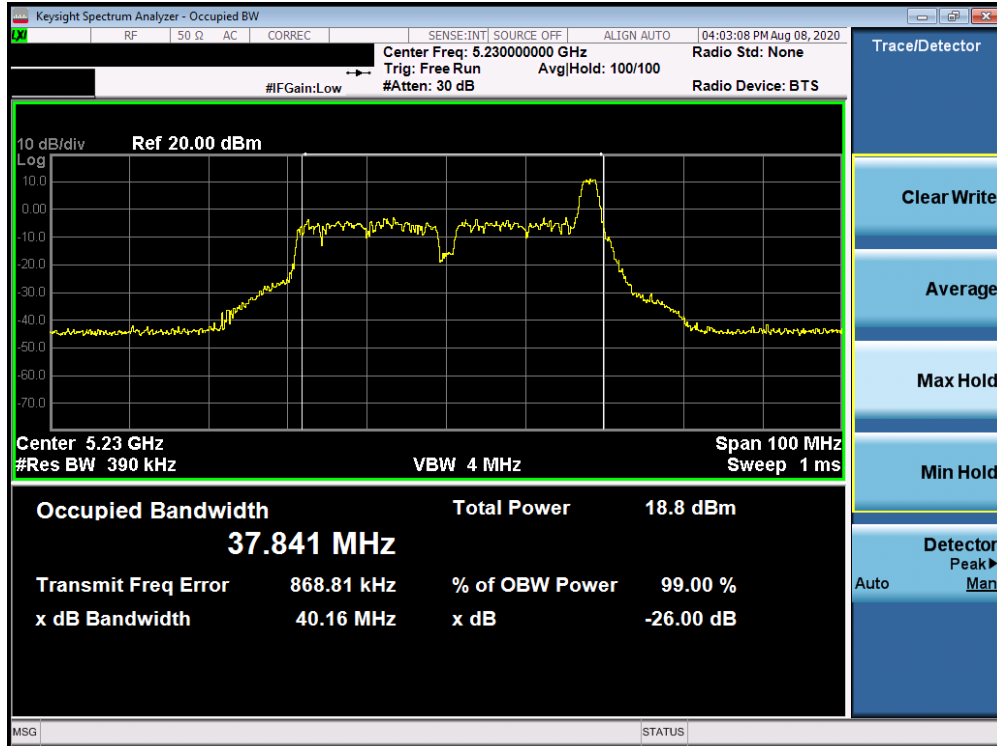 Keysight Spectrum Analyzer - Occupied BW
LXI RF 50 Ω AC CORREC SENSE:INT SOURCE OFF ALIGN AUTO 04:03:08 PM Aug 08, 2020
Center Freq: 5.230000000 GHz Radio Std: None
Trig: Free Run Avg|Hold: 100/100
#IFGain:Low #Atten: 30 dB Radio Device: BTS
10 dB/div Ref 20.00 dBm
Log
10.0
0.00
-10.0
-20.0
-30.0
-40.0
-50.0
-60.0
-70.0
Center 5.23 GHz Span 100 MHz
#Res BW 390 kHz VBW 4 MHz Sweep 1 ms
Occupied Bandwidth Total Power 18.8 dBm
37.841 MHz
Transmit Freq Error 868.81 kHz % of OBW Power 99.00 %
x dB Bandwidth 40.16 MHz x dB -26.00 dB
MSG STATUS
Trace/Detector
Clear Write
Average
Max Hold
Min Hold
Detector
Peak▶
Auto Man